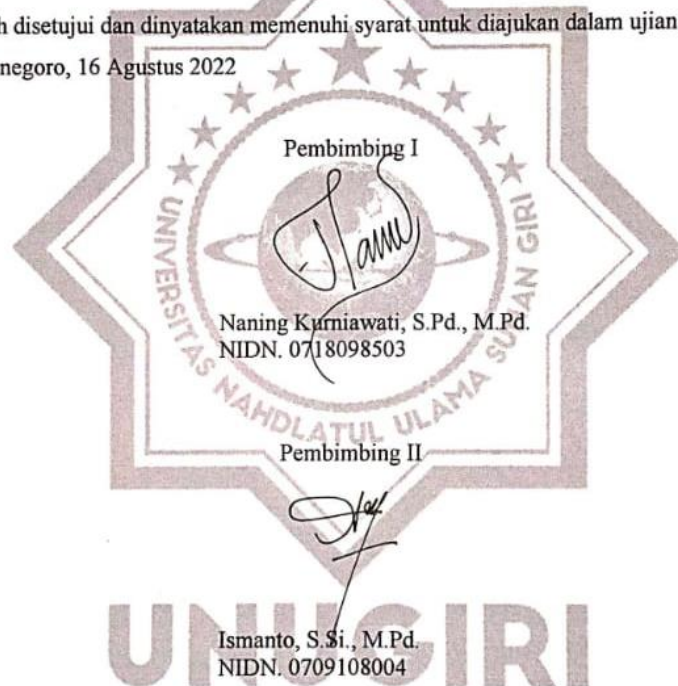 h disetujui dan dinyatakan memenuhi syarat untuk diajukan dalam ujian
negoro, 16 Agustus 2022
Pembimbing I
Naning Kurniawati, S.Pd., M.Pd.
NIDN. 0718098503
UNIVERSITAS NAHDLATUL ULAMA SUNAN GIRI
Pembimbing II
Ismanto, S.Si., M.Pd.
NIDN. 0709108004
UNUGIRI